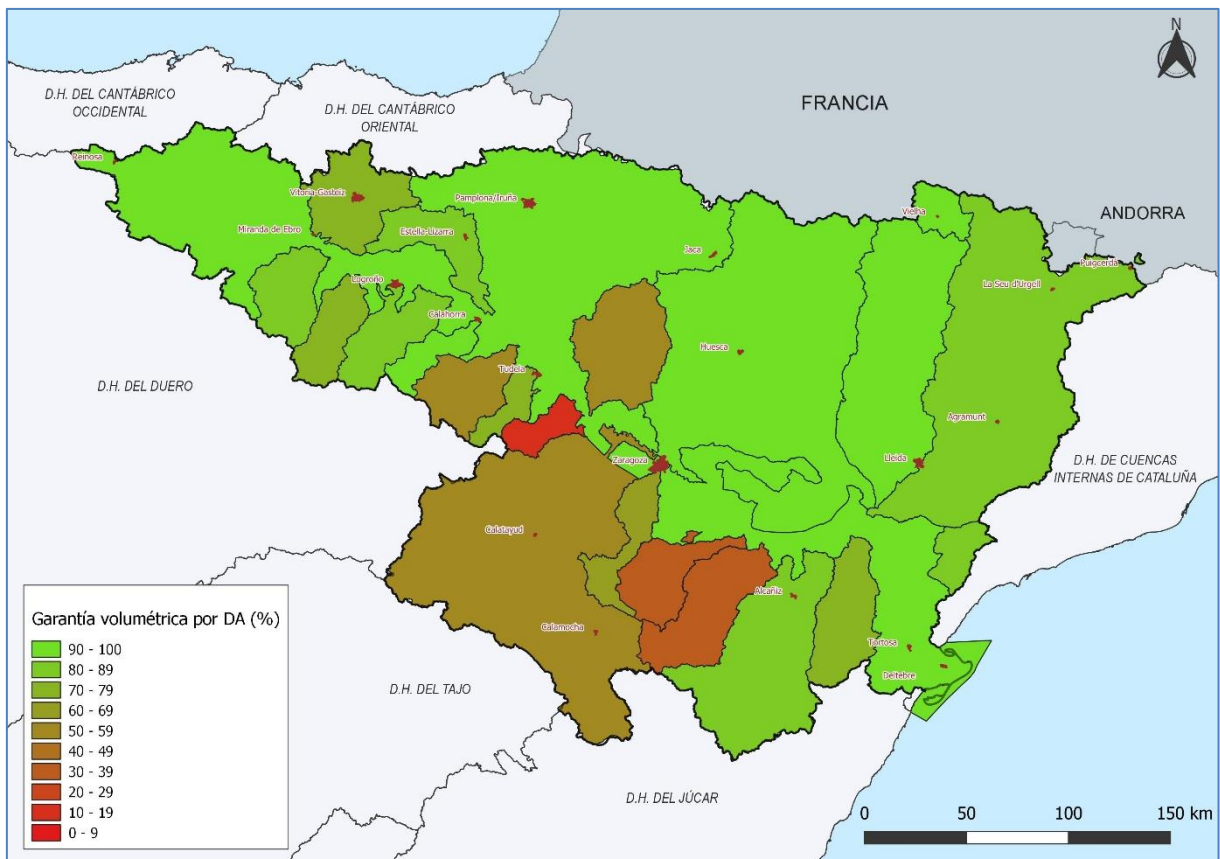 N
D.H. DEL CANTÁBRICO
OCCIDENTAL
D.H. DEL CANTÁBRICO
ORIENTAL
FRANCIA
Reinosa
Vitoria-Gasteiz
Pamplona/Iruña
Vielha
ANDORRA
Miranda de Ebro
Estella-Lizarra
Jaca
Puigcerda
La Seu d'Urgell
Logroño
Calahorra
Huesca
Tudela
D.H. DEL DUERO
Agramunt
Zaragoza
Lleida
D.H. DE CUENCAS
INTERNAS DE CATALUÑA
Calatayud
Alcañiz
Calamocha
Tortosa
Deltebre
D.H. DEL TAJO
D.H. DEL JÚCAR
Garantía volumétrica por DA (%)
90 - 100
80 - 89
70 - 79
60 - 69
50 - 59
40 - 49
30 - 39
20 - 29
10 - 19
0 - 9
0 50 100 150 km